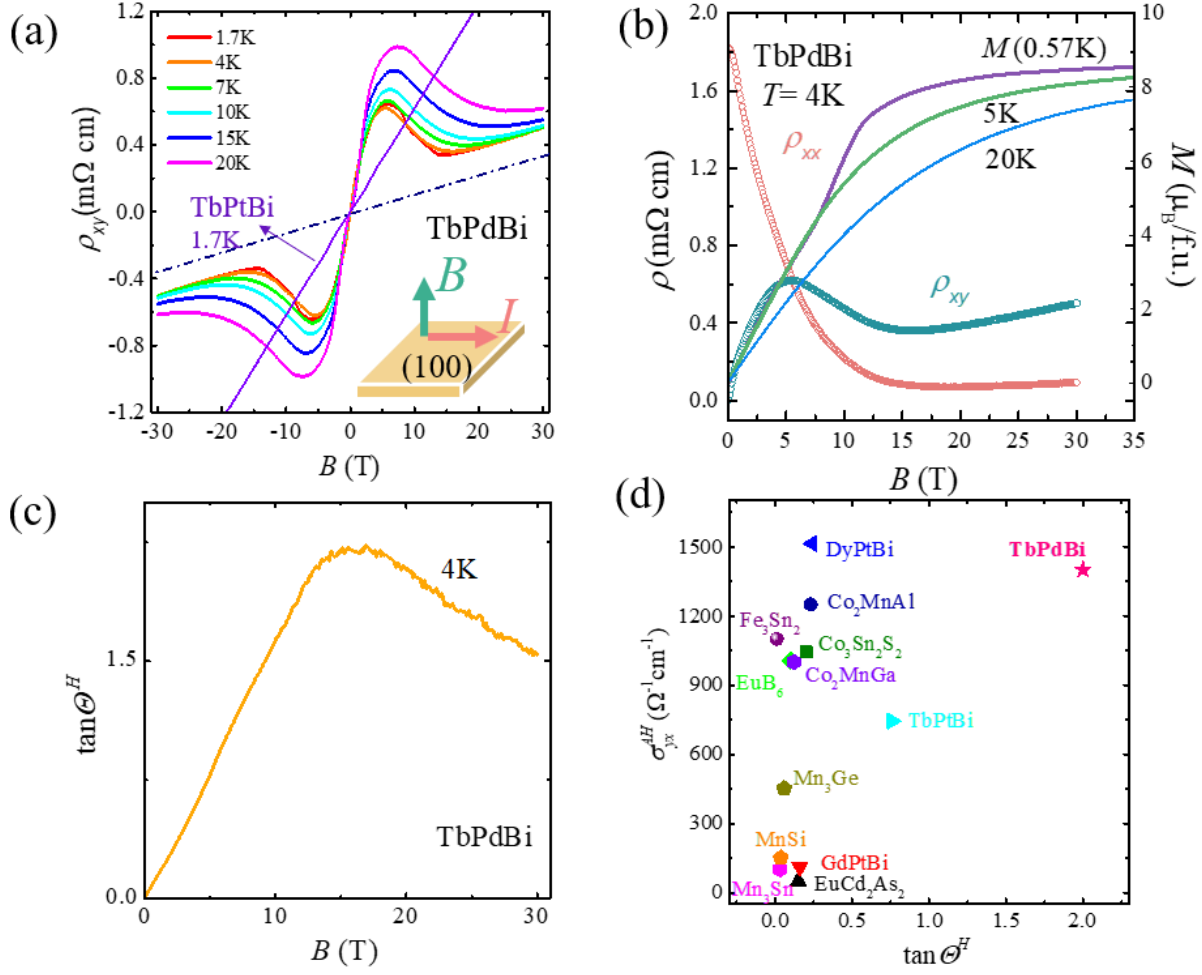 (a)
1.2
0.8
0.4
0.0
-0.4
-0.8
-1.2
ρxy (mΩ cm)
1.7K
4K
7K
10K
15K
20K
TbPtBi
1.7K
TbPdBi
B
I
(100)
-30 -20 -10 0 10 20 30
B (T)
(b)
2.0
1.6
1.2
0.8
0.4
0.0
ρ (mΩ cm)
TbPdBi
T= 4K
M (0.57K)
5K
20K
ρxx
ρxy
10
8
6
4
2
0
M (μB/fu.)
0 5 10 15 20 25 30 35
B (T)
(c)
1.5
0.0
tanΘ^H
4K
TbPdBi
0 10 20 30
B (T)
(d)
1500
1200
900
600
300
0
σyx^AH (Ω⁻¹cm⁻¹)
DyPtBi
TbPdBi
Co₂MnAl
Fe₃Sn₂
Co₃Sn₂S₂
EuB₆
Co₂MnGa
TbPtBi
Mn₃Ge
MnSi
GdPtBi
Mn₃Sn
EuCd₂As₂
0.0 0.5 1.0 1.5 2.0
tan Θ^H